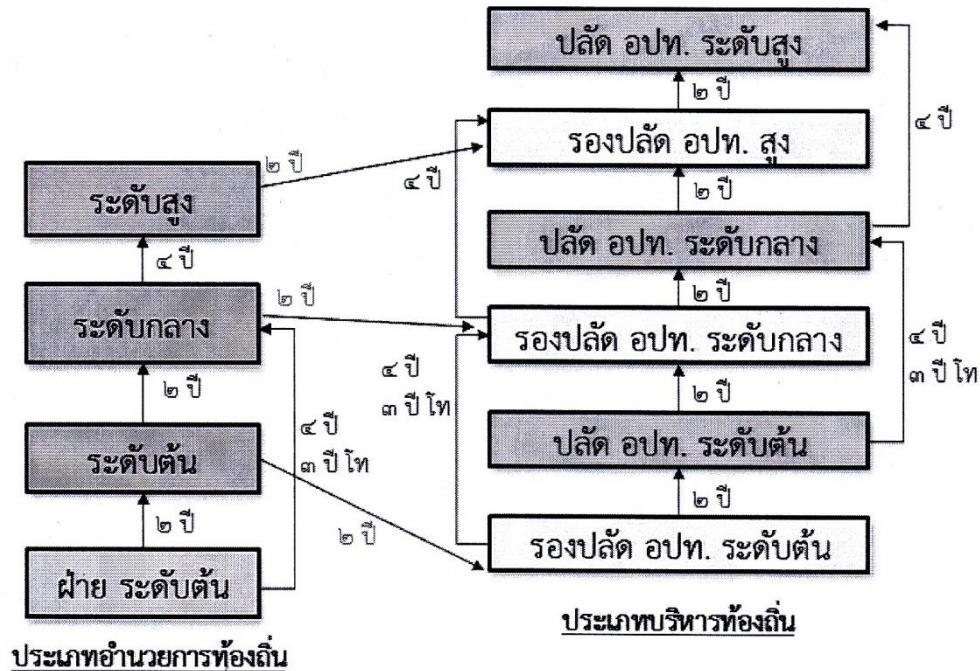 ปลัด อปท. ระดับสูง
๒ ปี
๔ ปี
รองปลัด อปท. สูง
๒ ปี
๔ ปี
ระดับสูง
๒ ปี
ปลัด อปท. ระดับกลาง
๔ ปี
๒ ปี
๒ ปี
ระดับกลาง
รองปลัด อปท. ระดับกลาง
๔ ปี
๓ ปี โท
๔ ปี
๓ ปี โท
๒ ปี
๒ ปี
๔ ปี
๓ ปี โท
ระดับต้น
ปลัด อปท. ระดับต้น
๒ ปี
๒ ปี
๒ ปี
รองปลัด อปท. ระดับต้น
ฝ่าย ระดับต้น
ประเภทบริหารท้องถิ่น
ประเภทอำนวยการท้องถิ่น